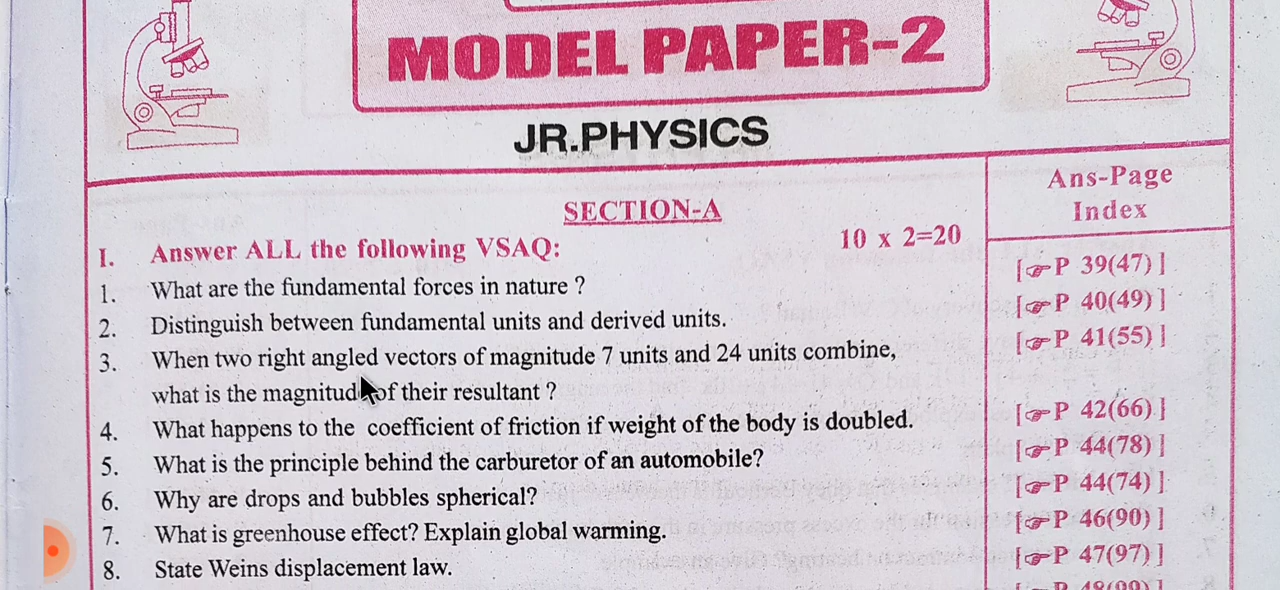 MODEL PAPER-2
JR.PHYSICS
Ans-Page
Index
SECTION-A
I. Answer ALL the following VSAQ: 10 x 2=20
1. What are the fundamental forces in nature ? [☞P 39(47)]
2. Distinguish between fundamental units and derived units. [☞P 40(49)]
3. When two right angled vectors of magnitude 7 units and 24 units combine, [☞P 41(55)]
what is the magnitud of their resultant ?
4. What happens to the coefficient of friction if weight of the body is doubled. [☞P 42(66)]
5. What is the principle behind the carburetor of an automobile? [☞P 44(78)]
6. Why are drops and bubbles spherical? [☞P 44(74)]
7. What is greenhouse effect? Explain global warming. [☞P 46(90)]
8. State Weins displacement law. [☞P 47(97)]